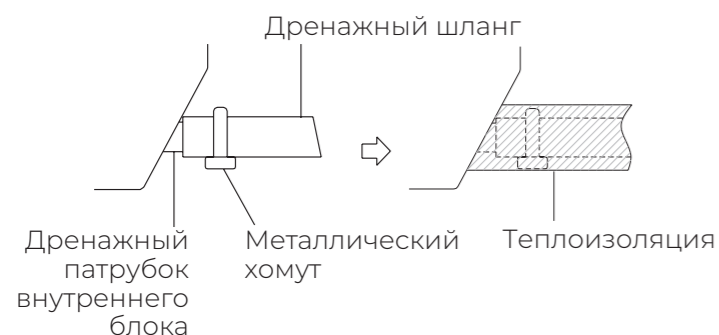 Дренажный шланг
Дренажный
патрубок
внутреннего
блока
Металлический
хомут
Теплоизоляция